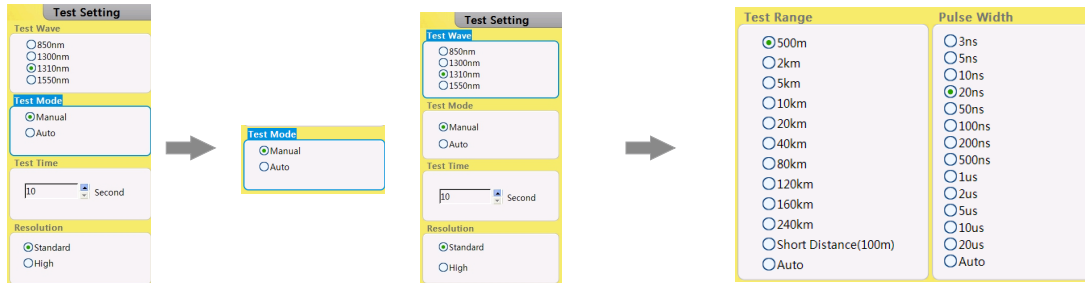 Test Setting
Test Wave
850nm
1300nm
1310nm
1550nm
Test Mode
Manual
Auto
Test Time
10 Second
Resolution
Standard
High
Test Mode
Manual
Auto
Test Setting
Test Wave
850nm
1300nm
1310nm
1550nm
Test Mode
Manual
Auto
Test Time
10 Second
Resolution
Standard
High
Test Range
500m
2km
5km
10km
20km
40km
80km
120km
160km
240km
Short Distance(100m)
Auto
Pulse Width
3ns
5ns
10ns
20ns
50ns
100ns
200ns
500ns
1us
2us
5us
10us
20us
Auto